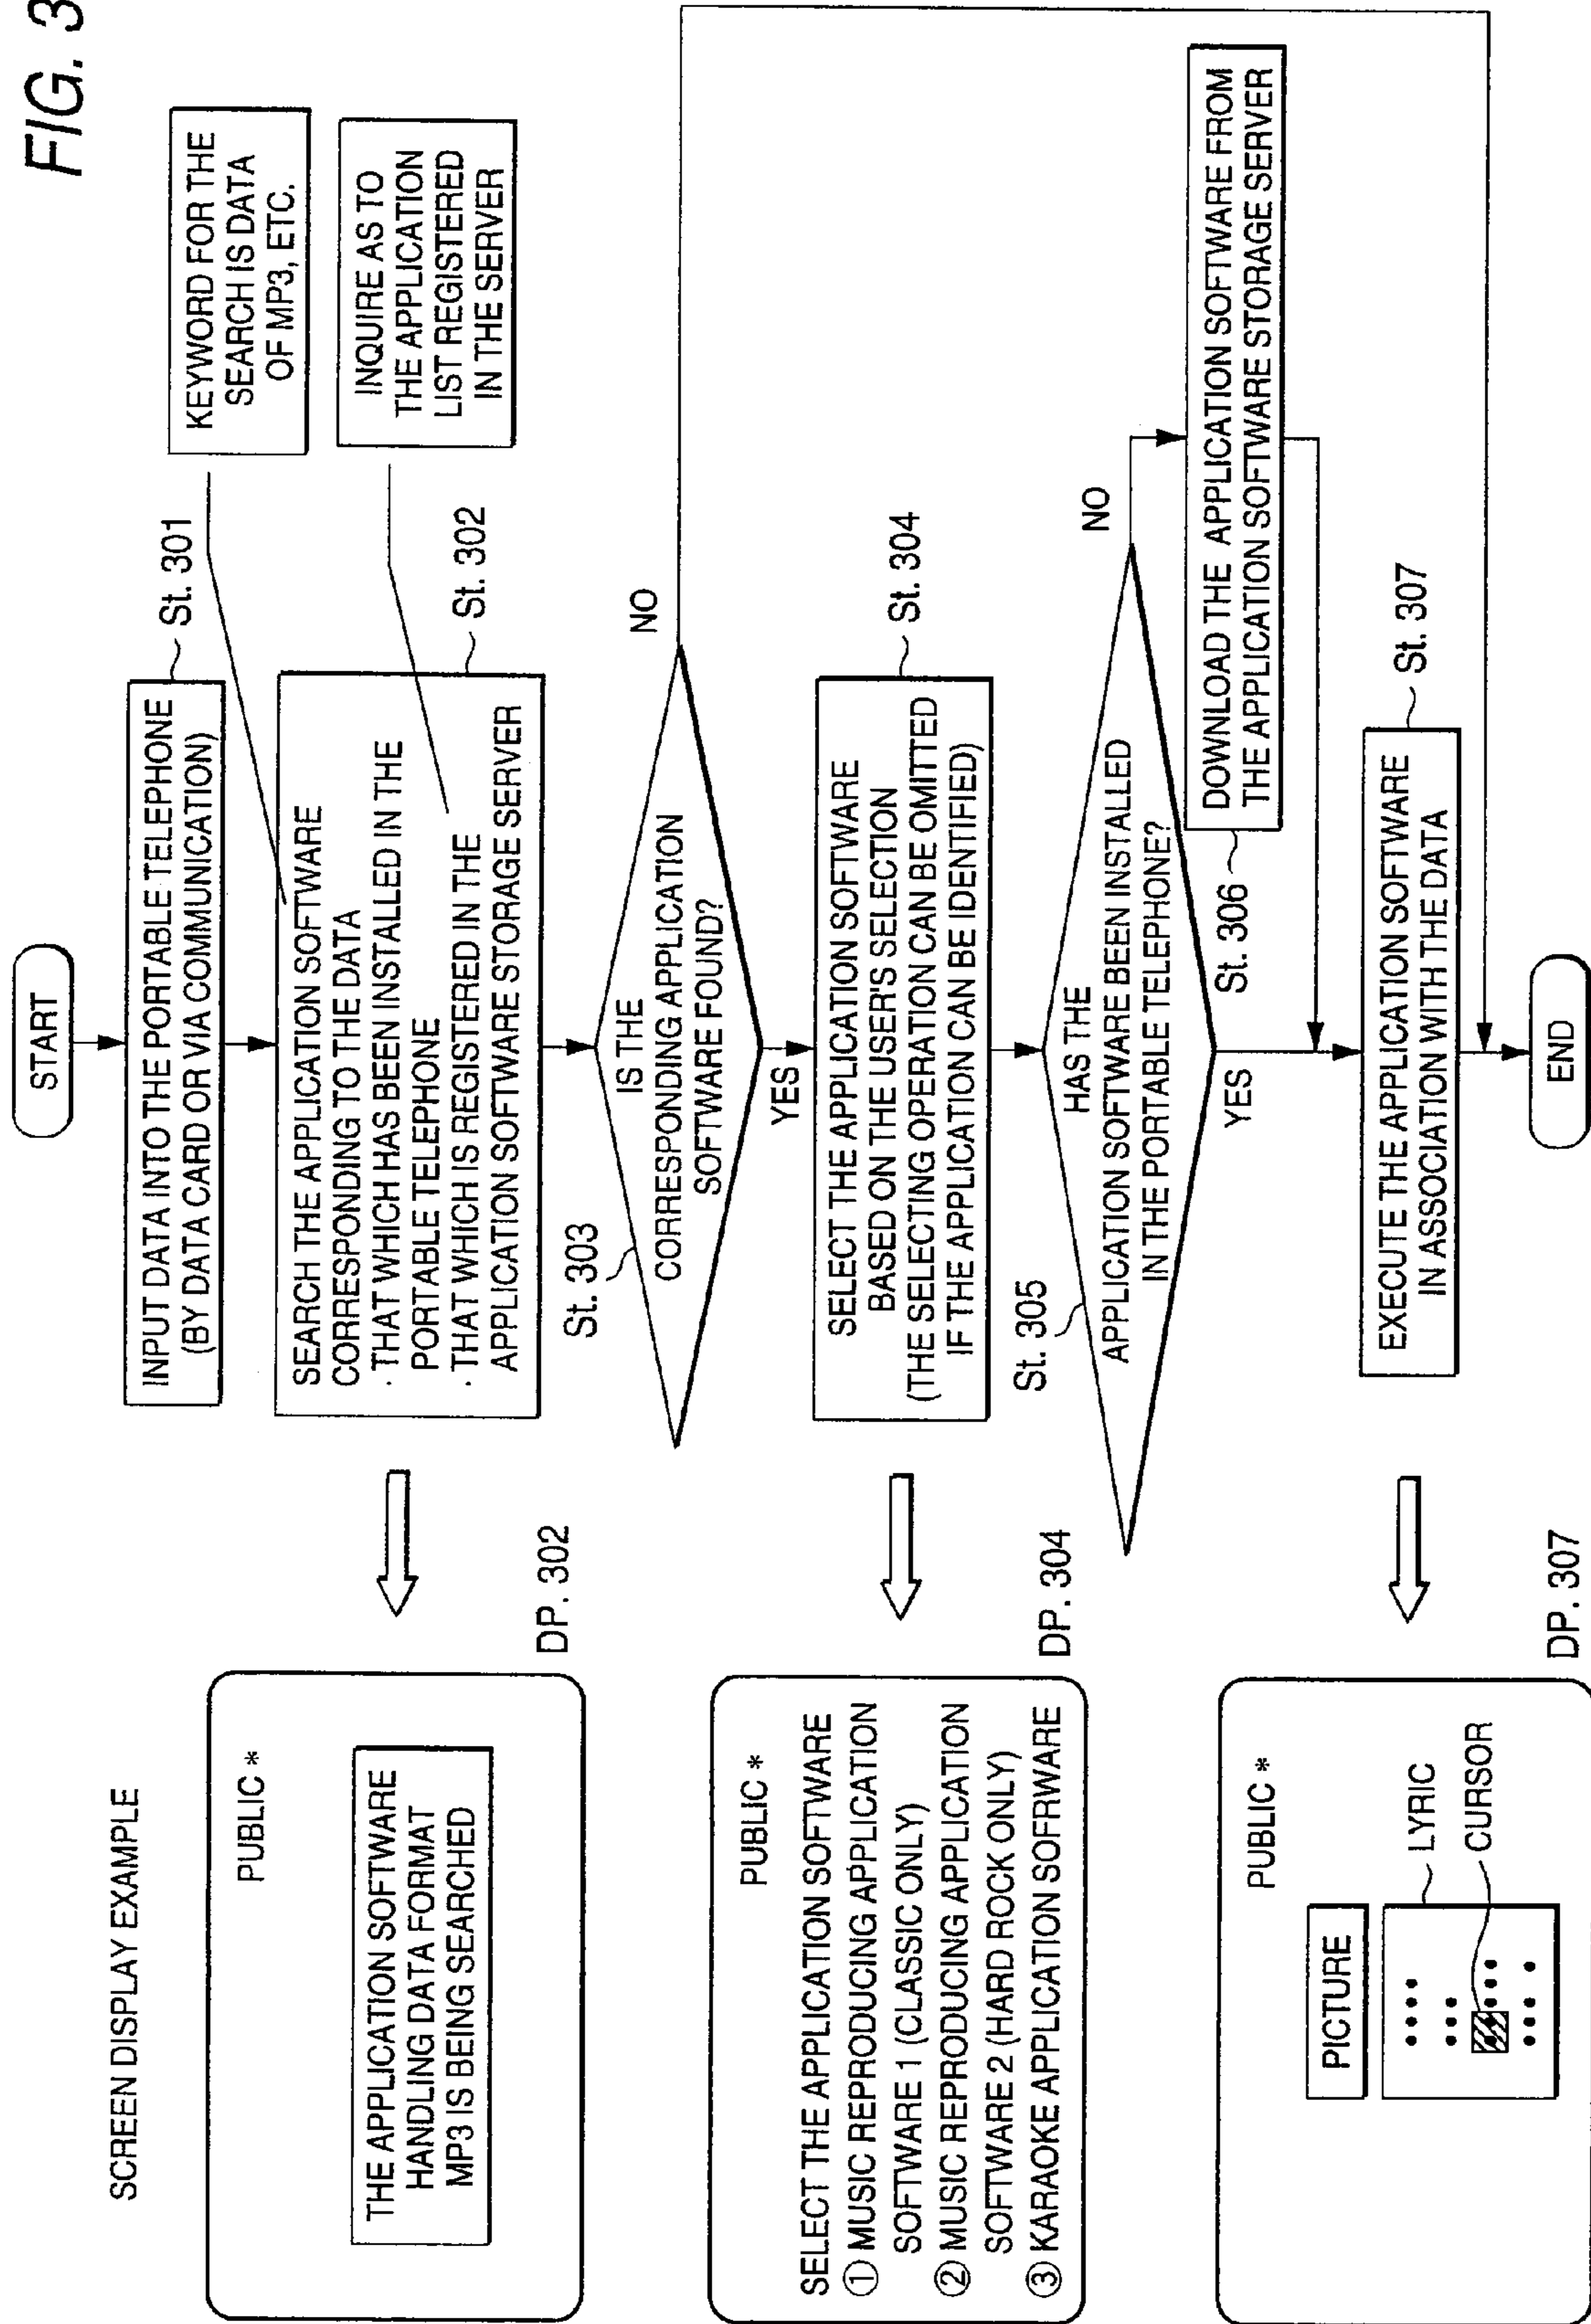 FIG. 3
SCREEN DISPLAY EXAMPLE
START
INPUT DATA INTO THE PORTABLE TELEPHONE
(BY DATA CARD OR VIA COMMUNICATION)
St. 301
KEYWORD FOR THE
SEARCH IS DATA
OF MP3, ETC.
INQUIRE AS TO
THE APPLICATION
LIST REGISTERED
IN THE SERVER
SEARCH THE APPLICATION SOFTWARE
CORRESPONDING TO THE DATA
· THAT WHICH HAS BEEN INSTALLED IN THE
PORTABLE TELEPHONE
· THAT WHICH IS REGISTERED IN THE
APPLICATION SOFTWARE STORAGE SERVER
St. 302
PUBLIC *
THE APPLICATION SOFTWARE
HANDLING DATA FORMAT
MP3 IS BEING SEARCHED
DP. 302
St. 303
IS THE
CORRESPONDING APPLICATION
SOFTWARE FOUND?
NO
YES
SELECT THE APPLICATION SOFTWARE
BASED ON THE USER'S SELECTION
(THE SELECTING OPERATION CAN BE OMITTED
IF THE APPLICATION CAN BE IDENTIFIED)
St. 304
PUBLIC *
SELECT THE APPLICATION SOFTWARE
① MUSIC REPRODUCING APPLICATION
SOFTWARE 1 (CLASSIC ONLY)
② MUSIC REPRODUCING APPLICATION
SOFTWARE 2 (HARD ROCK ONLY)
③ KARAOKE APPLICATION SOFRWARE
DP. 304
St. 305
HAS THE
APPLICATION SOFTWARE BEEN INSTALLED
IN THE PORTABLE TELEPHONE?
NO
YES
St. 306
DOWNLOAD THE APPLICATION SOFTWARE FROM
THE APPLICATION SOFTWARE STORAGE SERVER
EXECUTE THE APPLICATION SOFTWARE
IN ASSOCIATION WITH THE DATA
St. 307
PUBLIC *
PICTURE
LYRIC
CURSOR
DP. 307
END